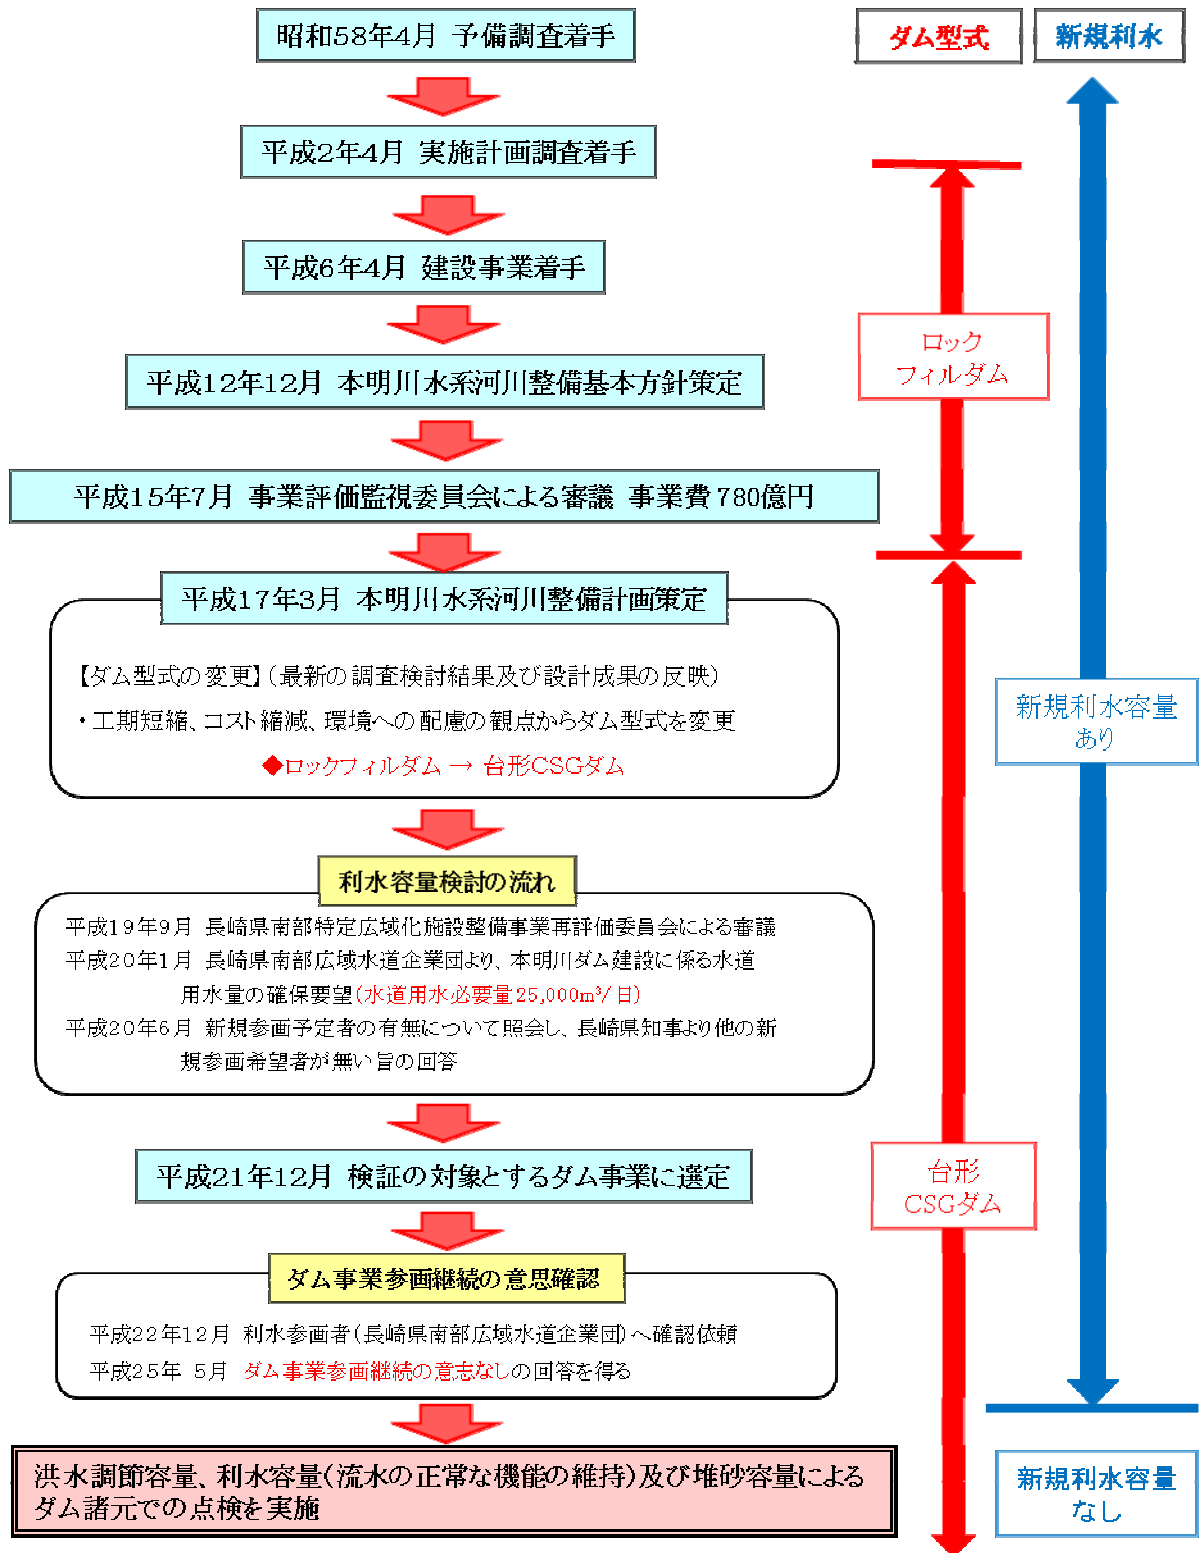 昭和58年4月 予備調査着手
ダム型式
新規利水
平成2年4月 実施計画調査着手
平成6年4月 建設事業着手
ロック
フィルダム
平成12年12月 本明川水系河川整備基本方針策定
平成15年7月 事業評価監視委員会による審議 事業費780億円
平成17年3月 本明川水系河川整備計画策定
【ダム型式の変更】（最新の調査検討結果及び設計成果の反映）
・工期短縮、コスト縮減、環境への配慮の観点からダム型式を変更
◆ロックフィルダム → 台形CSGダム
新規利水容量
あり
利水容量検討の流れ
平成19年9月 長崎県南部特定広域化施設整備事業再評価委員会による審議
平成20年1月 長崎県南部広域水道企業団より、本明川ダム建設に係る水道
用水量の確保要望（水道用水必要量25,000m³/日）
平成20年6月 新規参画予定者の有無について照会し、長崎県知事より他の新
規参画希望者が無い旨の回答
平成21年12月 検証の対象とするダム事業に選定
台形
CSGダム
ダム事業参画継続の意思確認
平成22年12月 利水参画者（長崎県南部広域水道企業団）へ確認依頼
平成25年 5月 ダム事業参画継続の意志なしの回答を得る
洪水調節容量、利水容量（流水の正常な機能の維持）及び堆砂容量による
ダム諸元での点検を実施
新規利水容量
なし